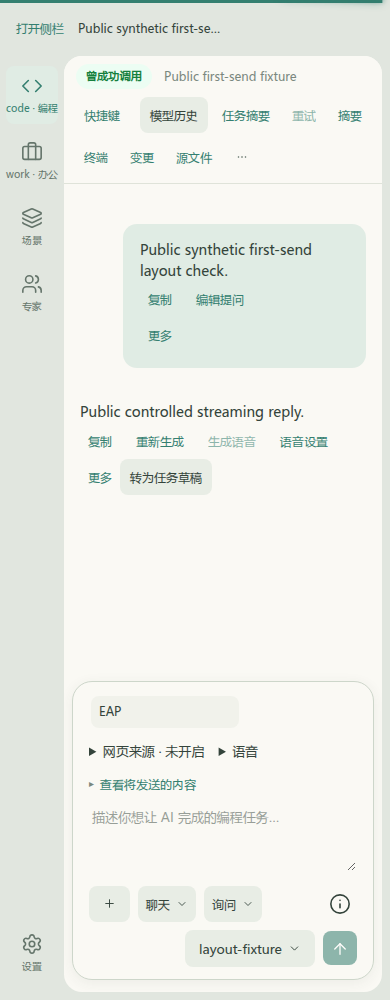 打开侧栏 Public synthetic first-se...
曾成功调用 Public first-send fixture
快捷键 模型历史 任务摘要 重试 摘要
终端 变更 源文件 ...
code · 编程
work · 办公
场景
专家
Public synthetic first-send
layout check.
复制 编辑提问
更多
Public controlled streaming reply.
复制 重新生成 生成语音 语音设置
更多 转为任务草稿
EAP
网页来源 · 未开启 语音
查看将发送的内容
描述你想让 AI 完成的编程任务...
+ 聊天 询问
layout-fixture
设置